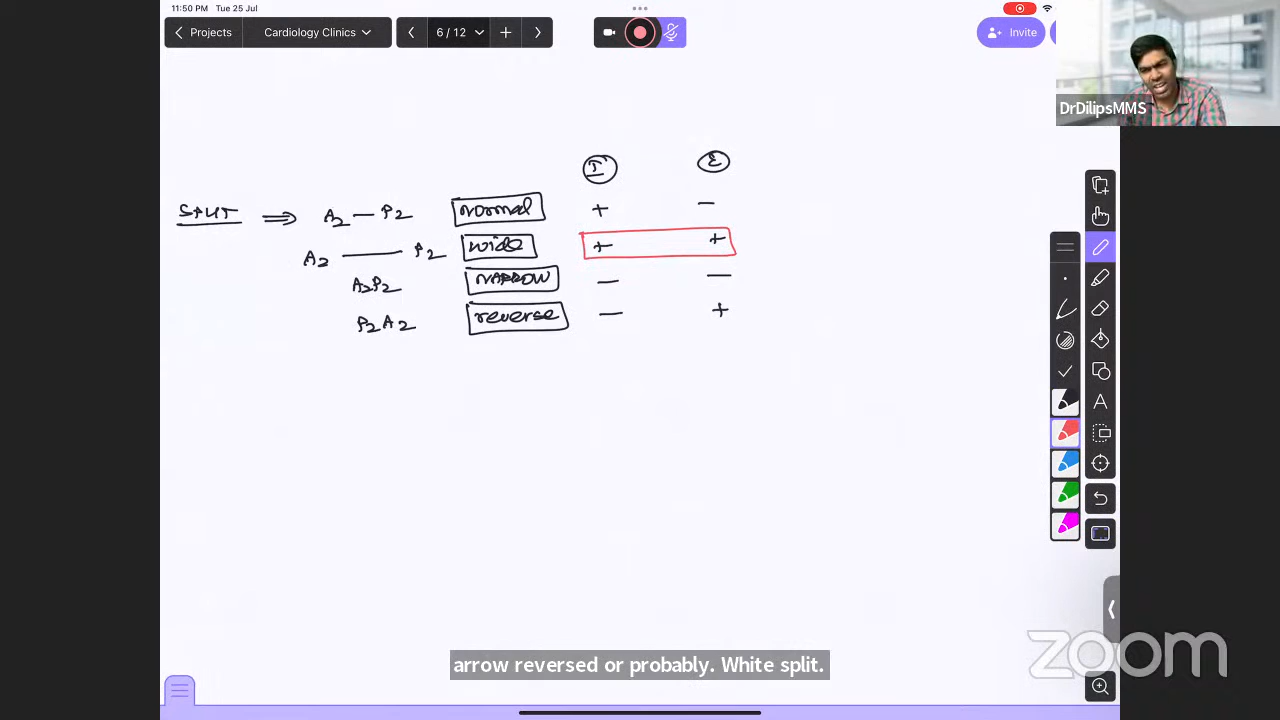 11:50 PM Tue 25 Jul
Projects Cardiology Clinics 6 / 12 Invite
DrDilipsMMS
I E
SPLIT ⇒ A2 — P2 normal + −
A2 —— P2 wide + +
A2P2 NARROW — —
P2A2 reverse — +
A
arrow reversed or probably. White split.
zoom